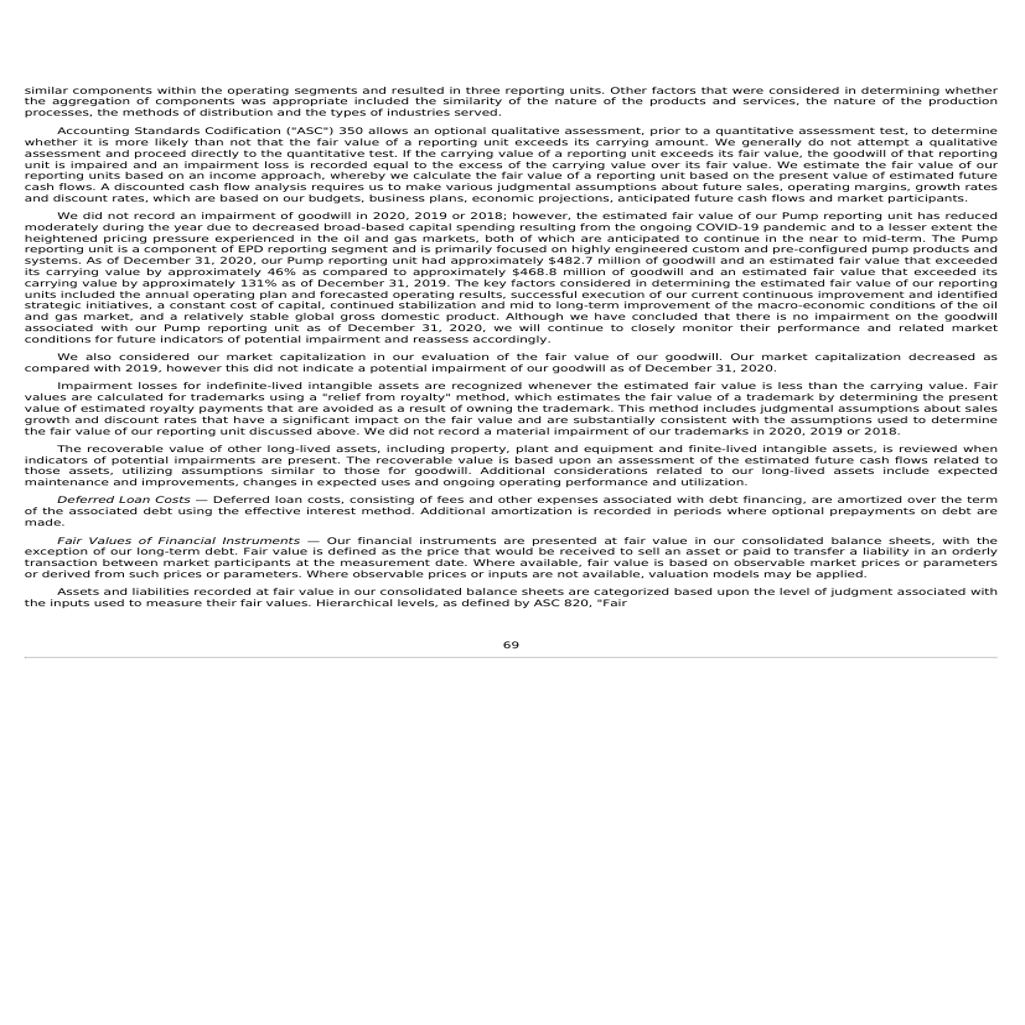 similar components within the operating segments and resulted in three reporting units. Other factors that were considered in determining whether
the aggregation of components was appropriate included the similarity of the nature of the products and services, the nature of the production
processes, the methods of distribution and the types of industries served.
Accounting Standards Codification ("ASC") 350 allows an optional qualitative assessment, prior to a quantitative assessment test, to determine
whether it is more likely than not that the fair value of a reporting unit exceeds its carrying amount. We generally do not attempt a qualitative
assessment and proceed directly to the quantitative test. If the carrying value of a reporting unit exceeds its fair value, the goodwill of that reporting
unit is impaired and an impairment loss is recorded equal to the excess of the carrying value over its fair value. We estimate the fair value of our
reporting units based on an income approach, whereby we calculate the fair value of a reporting unit based on the present value of estimated future
cash flows. A discounted cash flow analysis requires us to make various judgmental assumptions about future sales, operating margins, growth rates
and discount rates, which are based on our budgets, business plans, economic projections, anticipated future cash flows and market participants.
We did not record an impairment of goodwill in 2020, 2019 or 2018; however, the estimated fair value of our Pump reporting unit has reduced
moderately during the year due to decreased broad-based capital spending resulting from the ongoing COVID-19 pandemic and to a lesser extent the
heightened pricing pressure experienced in the oil and gas markets, both of which are anticipated to continue in the near to mid-term. The Pump
reporting unit is a component of EPD reporting segment and is primarily focused on highly engineered custom and pre-configured pump products and
systems. As of December 31, 2020, our Pump reporting unit had approximately $482.7 million of goodwill and an estimated fair value that exceeded
its carrying value by approximately 46% as compared to approximately $468.8 million of goodwill and an estimated fair value that exceeded its
carrying value by approximately 131% as of December 31, 2019. The key factors considered in determining the estimated fair value of our reporting
units included the annual operating plan and forecasted operating results, successful execution of our current continuous improvement and identified
strategic initiatives, a constant cost of capital, continued stabilization and mid to long-term improvement of the macro-economic conditions of the oil
and gas market, and a relatively stable global gross domestic product. Although we have concluded that there is no impairment on the goodwill
associated with our Pump reporting unit as of December 31, 2020, we will continue to closely monitor their performance and related market
conditions for future indicators of potential impairment and reassess accordingly.
We also considered our market capitalization in our evaluation of the fair value of our goodwill. Our market capitalization decreased as
compared with 2019, however this did not indicate a potential impairment of our goodwill as of December 31, 2020.
Impairment losses for indefinite-lived intangible assets are recognized whenever the estimated fair value is less than the carrying value. Fair
values are calculated for trademarks using a "relief from royalty" method, which estimates the fair value of a trademark by determining the present
value of estimated royalty payments that are avoided as a result of owning the trademark. This method includes judgmental assumptions about sales
growth and discount rates that have a significant impact on the fair value and are substantially consistent with the assumptions used to determine
the fair value of our reporting unit discussed above. We did not record a material impairment of our trademarks in 2020, 2019 or 2018.
The recoverable value of other long-lived assets, including property, plant and equipment and finite-lived intangible assets, is reviewed when
indicators of potential impairments are present. The recoverable value is based upon an assessment of the estimated future cash flows related to
those assets, utilizing assumptions similar to those for goodwill. Additional considerations related to our long-lived assets include expected
maintenance and improvements, changes in expected uses and ongoing operating performance and utilization.
Deferred Loan Costs — Deferred loan costs, consisting of fees and other expenses associated with debt financing, are amortized over the term
of the associated debt using the effective interest method. Additional amortization is recorded in periods where optional prepayments on debt are
made.
Fair Values of Financial Instruments — Our financial instruments are presented at fair value in our consolidated balance sheets, with the
exception of our long-term debt. Fair value is defined as the price that would be received to sell an asset or paid to transfer a liability in an orderly
transaction between market participants at the measurement date. Where available, fair value is based on observable market prices or parameters
or derived from such prices or parameters. Where observable prices or inputs are not available, valuation models may be applied.
Assets and liabilities recorded at fair value in our consolidated balance sheets are categorized based upon the level of judgment associated with
the inputs used to measure their fair values. Hierarchical levels, as defined by ASC 820, "Fair
69